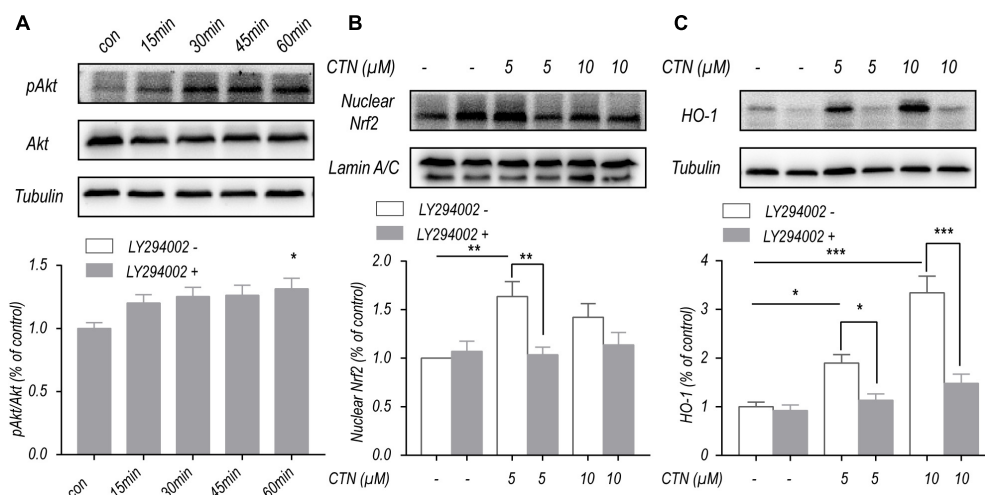 A
con 15min 30min 45min 60min
pAkt
Akt
Tubulin
LY294002 -
LY294002 +
*
pAkt/Akt (% of control)
1.5
1.0
0.5
0.0
con 15min 30min 45min 60min
B
CTN (µM) - - 5 5 10 10
Nuclear
Nrf2
Lamin A/C
LY294002 -
LY294002 +
** **
Nuclear Nrf2 (% of control)
2.0
1.5
1.0
0.5
0.0
CTN (µM) - - 5 5 10 10
C
CTN (µM) - - 5 5 10 10
HO-1
Tubulin
LY294002 -
LY294002 +
***
***
* *
HO-1 (% of control)
4
3
2
1
0
CTN (µM) - - 5 5 10 10